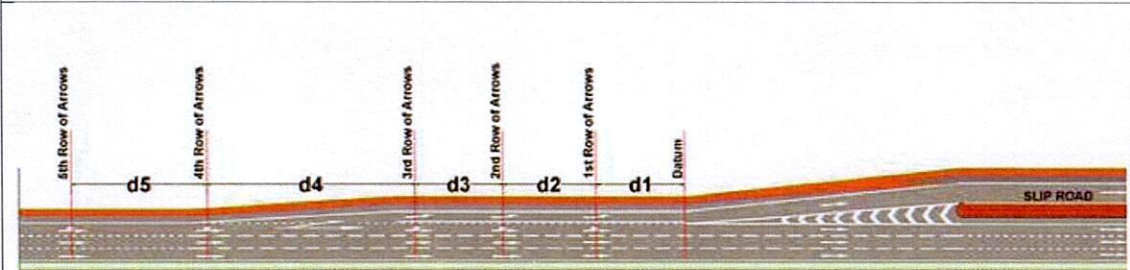 5th Row of Arrows
4th Row of Arrows
3rd Row of Arrows
2nd Row of Arrows
1st Row of Arrows
Datum
d5
d4
d3
d2
d1
SLIP ROAD